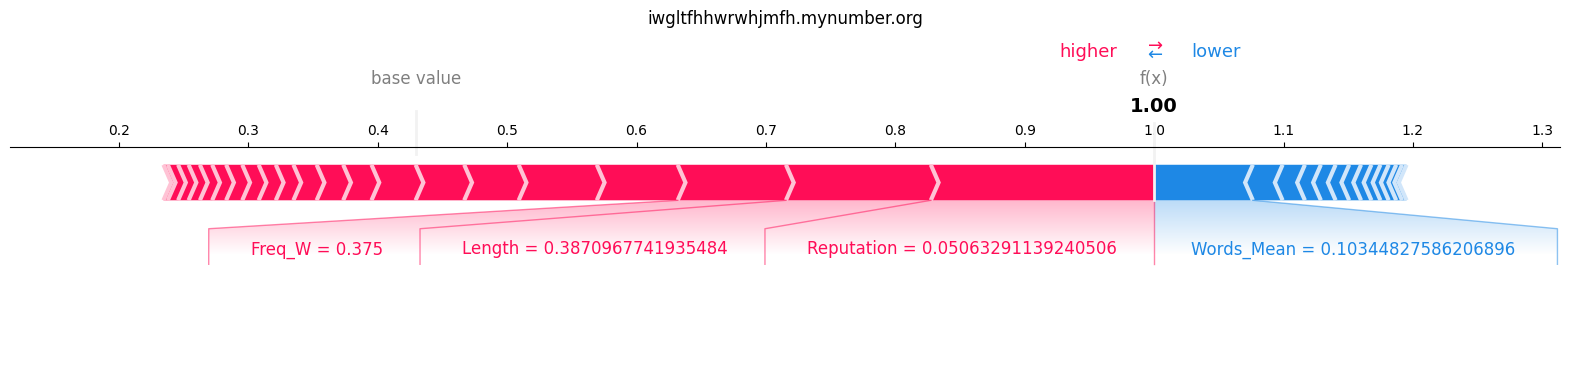 iwgltfhhwrwhjmfh.mynumber.org
higher → ← lower
base value f(x)
1.00
0.2 0.3 0.4 0.5 0.6 0.7 0.8 0.9 1.0 1.1 1.2 1.3
Freq_W = 0.375 Length = 0.3870967741935484 Reputation = 0.05063291139240506 Words_Mean = 0.10344827586206896